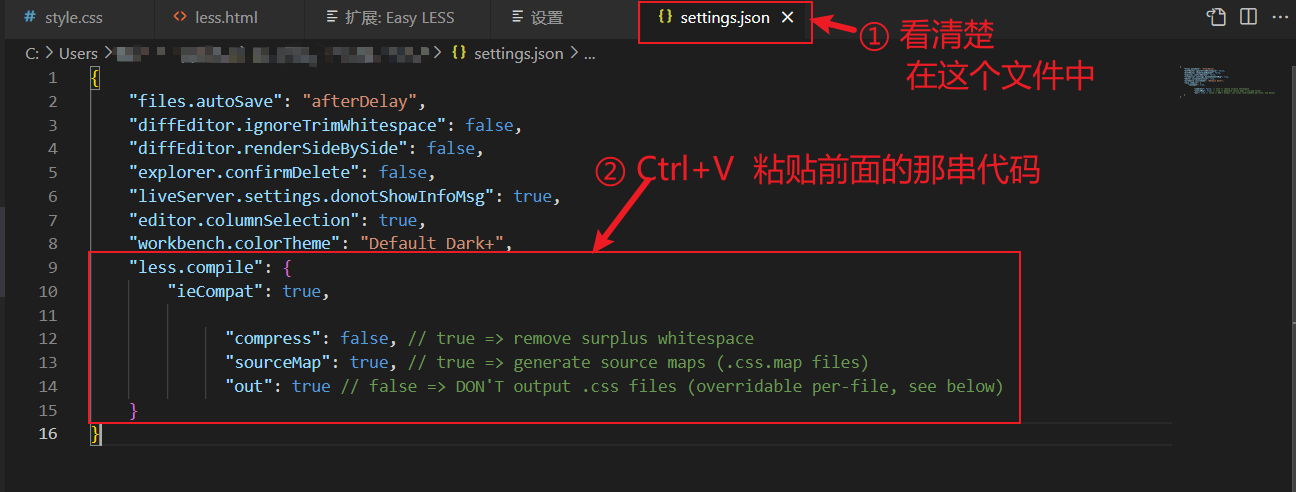 # style.css <> less.html 扩展: Easy LESS 设置 {} settings.json ×
① 看清楚
在这个文件中
C: > Users > > {} settings.json > ...
1 {
2 "files.autoSave": "afterDelay",
3 "diffEditor.ignoreTrimWhitespace": false,
4 "diffEditor.renderSideBySide": false,
5 "explorer.confirmDelete": false,
② Ctrl+V 粘贴前面的那串代码
6 "liveServer.settings.donotShowInfoMsg": true,
7 "editor.columnSelection": true,
8 "workbench.colorTheme": "Default Dark+",
9 "less.compile": {
10 "ieCompat": true,
11
12 "compress": false, // true => remove surplus whitespace
13 "sourceMap": true, // true => generate source maps (.css.map files)
14 "out": true // false => DON'T output .css files (overridable per-file, see below)
15 }
16 }